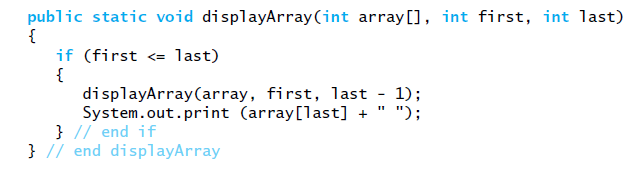 public static void displayArray(int array[], int first, int last)
{
   if (first <= last)
   {
      displayArray(array, first, last - 1);
      System.out.print (array[last] + " ");
   } // end if
} // end displayArray